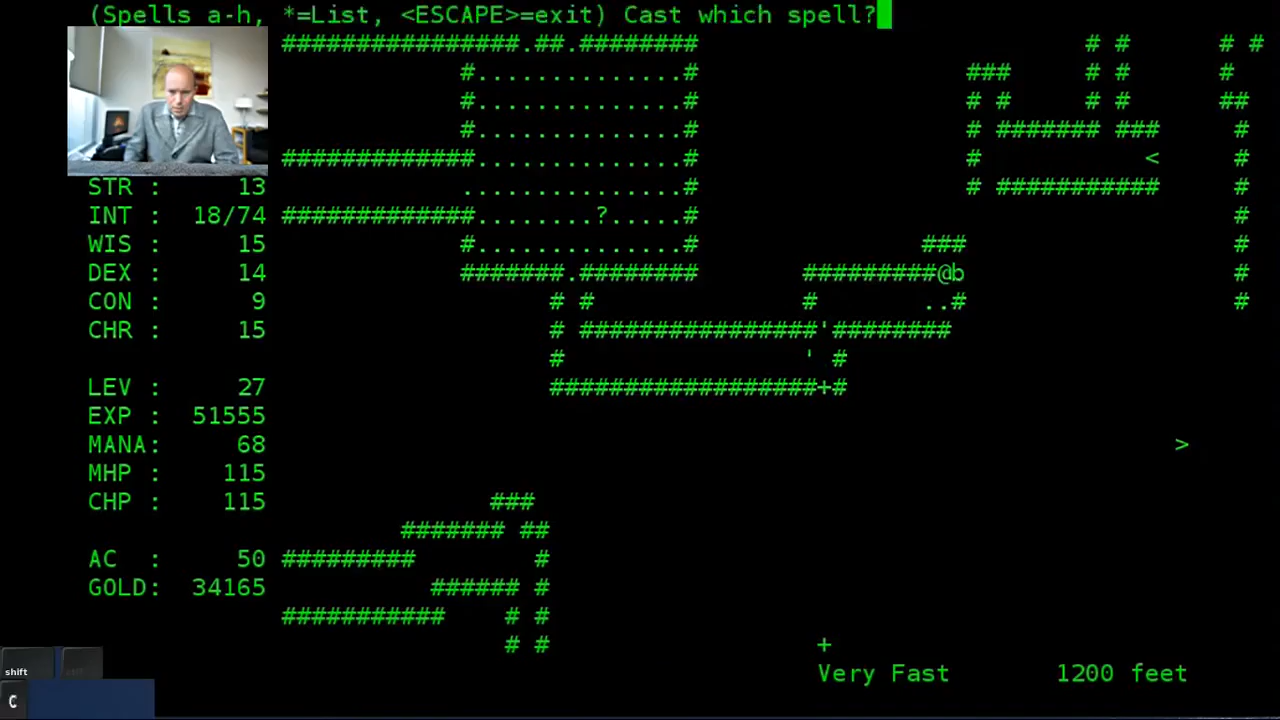 (Spells a-h, *=List, <ESCAPE>=exit) Cast which spell?
################.##.######## # # # #
#..............# ### # # #
#..............# # # # # ##
#..............# # ####### ### #
#############..............# # < #
STR : 13 ...............# # ########### #
INT : 18/74 #############........?.....# #
WIS : 15 #..............# ### #
DEX : 14 #######.######## #########@b #
CON : 9 # # # ..# #
CHR : 15 # ################'########
# ' #
LEV : 27 ##################+#
EXP : 51555
MANA: 68 >
MHP : 115
CHP : 115 ###
####### ##
AC : 50 ######### #
GOLD: 34165 ###### #
########### # #
# # +
shift
Very Fast 1200 feet
C